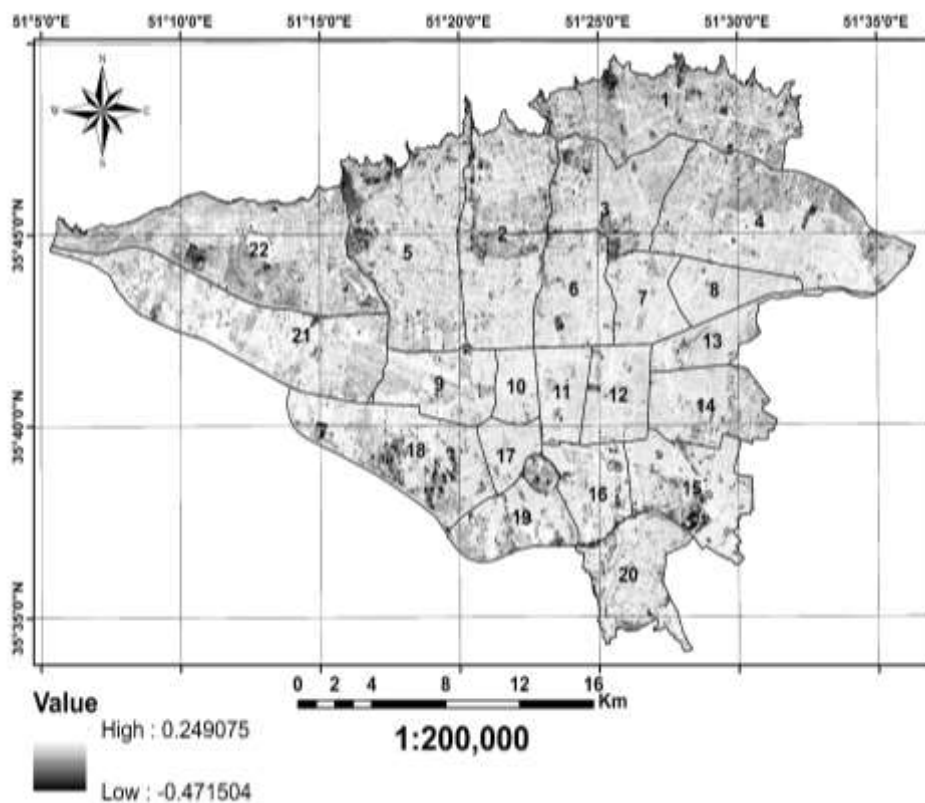 51°5'0"E 51°10'0"E 51°15'0"E 51°20'0"E 51°25'0"E 51°30'0"E 51°35'0"E
N
W E
S
35°45'0"N
35°40'0"N
35°35'0"N
1
2
3
4
5
6
7
8
9
10
11
12
13
14
15
16
17
18
19
20
21
22
0 2 4 8 12 16
Km
1:200,000
Value
High : 0.249075
Low : -0.471504